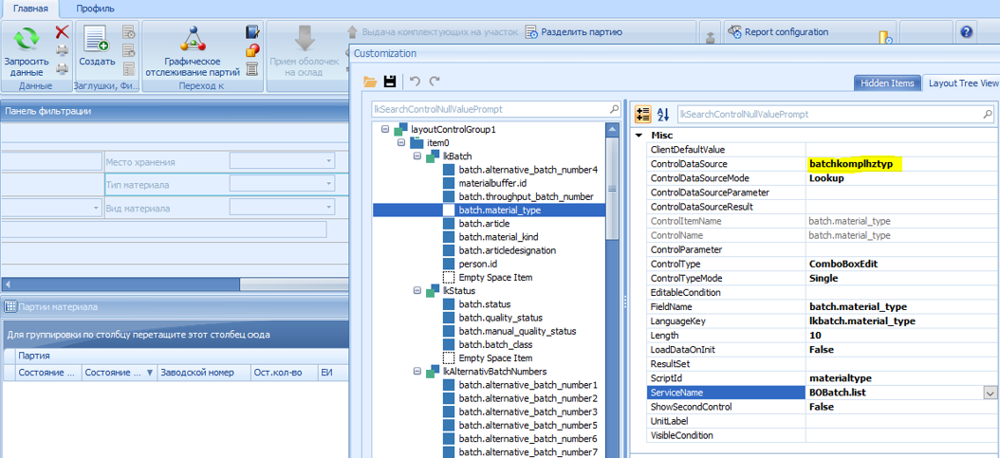 Главная
Профиль
Запросить данные
Данные
Создать
Заглушки, Фи...
Графическое отслеживание партий
Переход к
Прием оболочек на склад
Выдача комплектующих на участок
Разделить партию
Report configuration
Панель фильтрации
Место хранения
Тип материала
Вид материала
Партии материала
Для группировки по столбцу перетащите этот столбец сюда
Партия
Состояние ...
Состояние ...
Заводской номер
Ост.кол-во
ЕИ
Customization
Hidden Items
Layout Tree View
lkSearchControlNullValuePrompt
layoutControlGroup1
item0
lkBatch
batch.alternative_batch_number4
materialbuffer.id
batch.throughput_batch_number
batch.material_type
batch.article
batch.material_kind
batch.articledesignation
person.id
Empty Space Item
lkStatus
batch.status
batch.quality_status
batch.manual_quality_status
batch.batch_class
Empty Space Item
lkAlternativBatchNumbers
batch.alternative_batch_number1
batch.alternative_batch_number2
batch.alternative_batch_number3
batch.alternative_batch_number5
batch.alternative_batch_number6
batch.alternative_batch_number7
lkSearchControlNullValuePrompt
Misc
ClientDefaultValue
ControlDataSource batchkomplhztyp
ControlDataSourceMode Lookup
ControlDataSourceParameter
ControlDataSourceResult
ControlItemName batch.material_type
ControlName batch.material_type
ControlParameter
ControlType ComboBoxEdit
ControlTypeMode Single
EditableCondition
FieldName batch.material_type
LanguageKey lkbatch.material_type
Length 10
LoadDataOnInit False
ResultSet
ScriptId materialtype
ServiceName BOBatch.list
ShowSecondControl False
UnitLabel
VisibleCondition